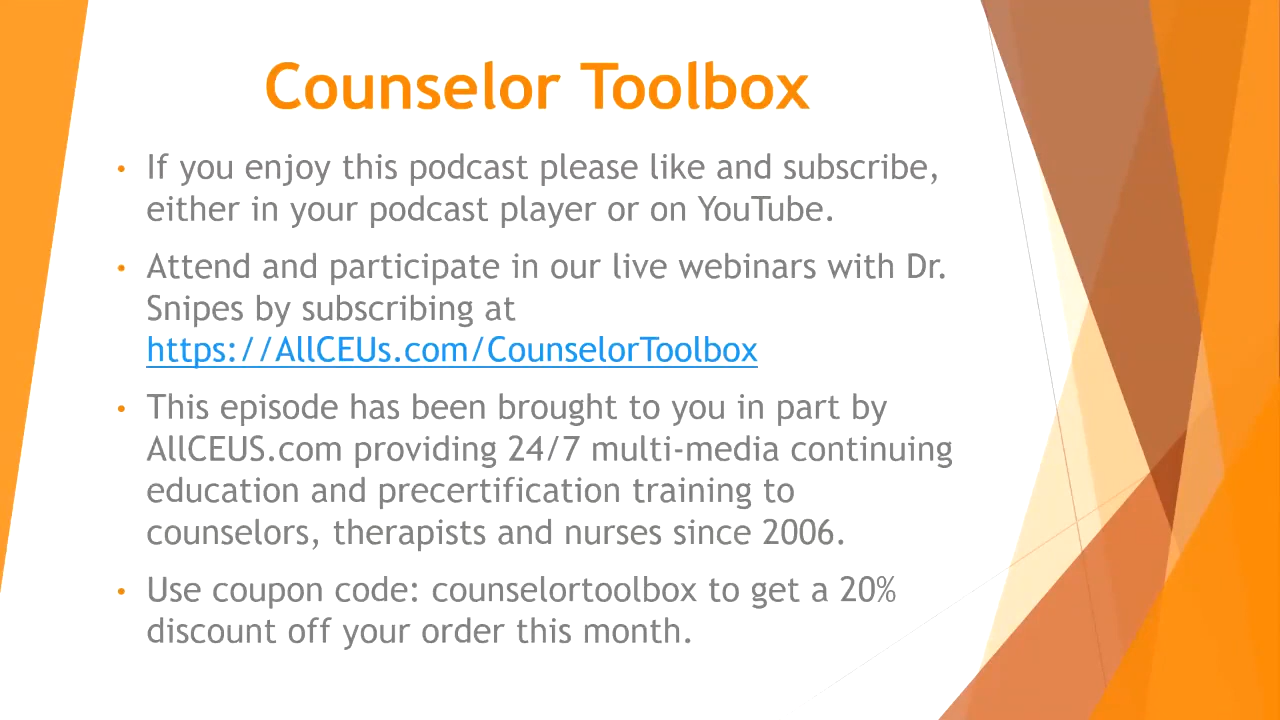 Counselor Toolbox
• If you enjoy this podcast please like and subscribe,
either in your podcast player or on YouTube.
• Attend and participate in our live webinars with Dr.
Snipes by subscribing at
https://AllCEUs.com/CounselorToolbox
• This episode has been brought to you in part by
AllCEUS.com providing 24/7 multi-media continuing
education and precertification training to
counselors, therapists and nurses since 2006.
• Use coupon code: counselortoolbox to get a 20%
discount off your order this month.